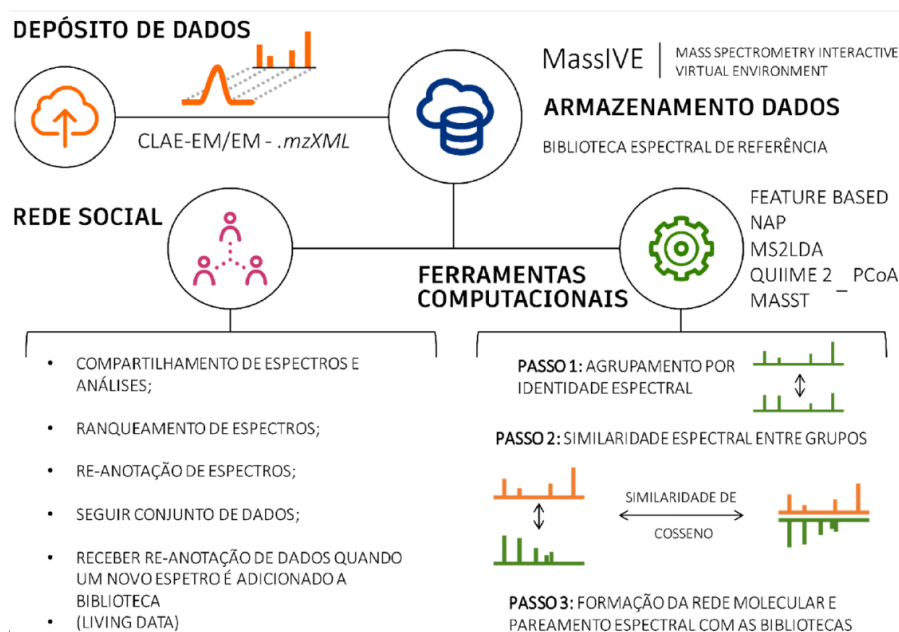 DEPÓSITO DE DADOS
CLAE-EM/EM - .mzXML
MassIVE
MASS SPECTROMETRY INTERACTIVE
VIRTUAL ENVIRONMENT
ARMAZENAMENTO DADOS
BIBLIOTECA ESPECTRAL DE REFERÊNCIA
REDE SOCIAL
FERRAMENTAS
COMPUTACIONAIS
FEATURE BASED
NAP
MS2LDA
QUIIME 2 _ PCoA
MASST
• COMPARTILHAMENTO DE ESPECTROS E
ANÁLISES;
• RANQUEAMENTO DE ESPECTROS;
• RE-ANOTAÇÃO DE ESPECTROS;
• SEGUIR CONJUNTO DE DADOS;
• RECEBER RE-ANOTAÇÃO DE DADOS QUANDO
UM NOVO ESPETRO É ADICIONADO A
BIBLIOTECA
• (LIVING DATA)
PASSO 1: AGRUPAMENTO POR
IDENTIDADE ESPECTRAL
PASSO 2: SIMILARIDADE ESPECTRAL ENTRE GRUPOS
SIMILARIDADE DE
COSSENO
PASSO 3: FORMAÇÃO DA REDE MOLECULAR E
PAREAMENTO ESPECTRAL COM AS BIBLIOTECAS